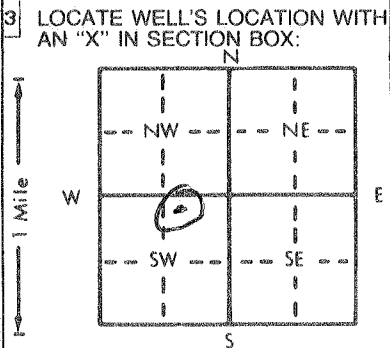 3 LOCATE WELL'S LOCATION WITH
AN "X" IN SECTION BOX:
N
NW NE
W E
1 Mile
SW SE
S